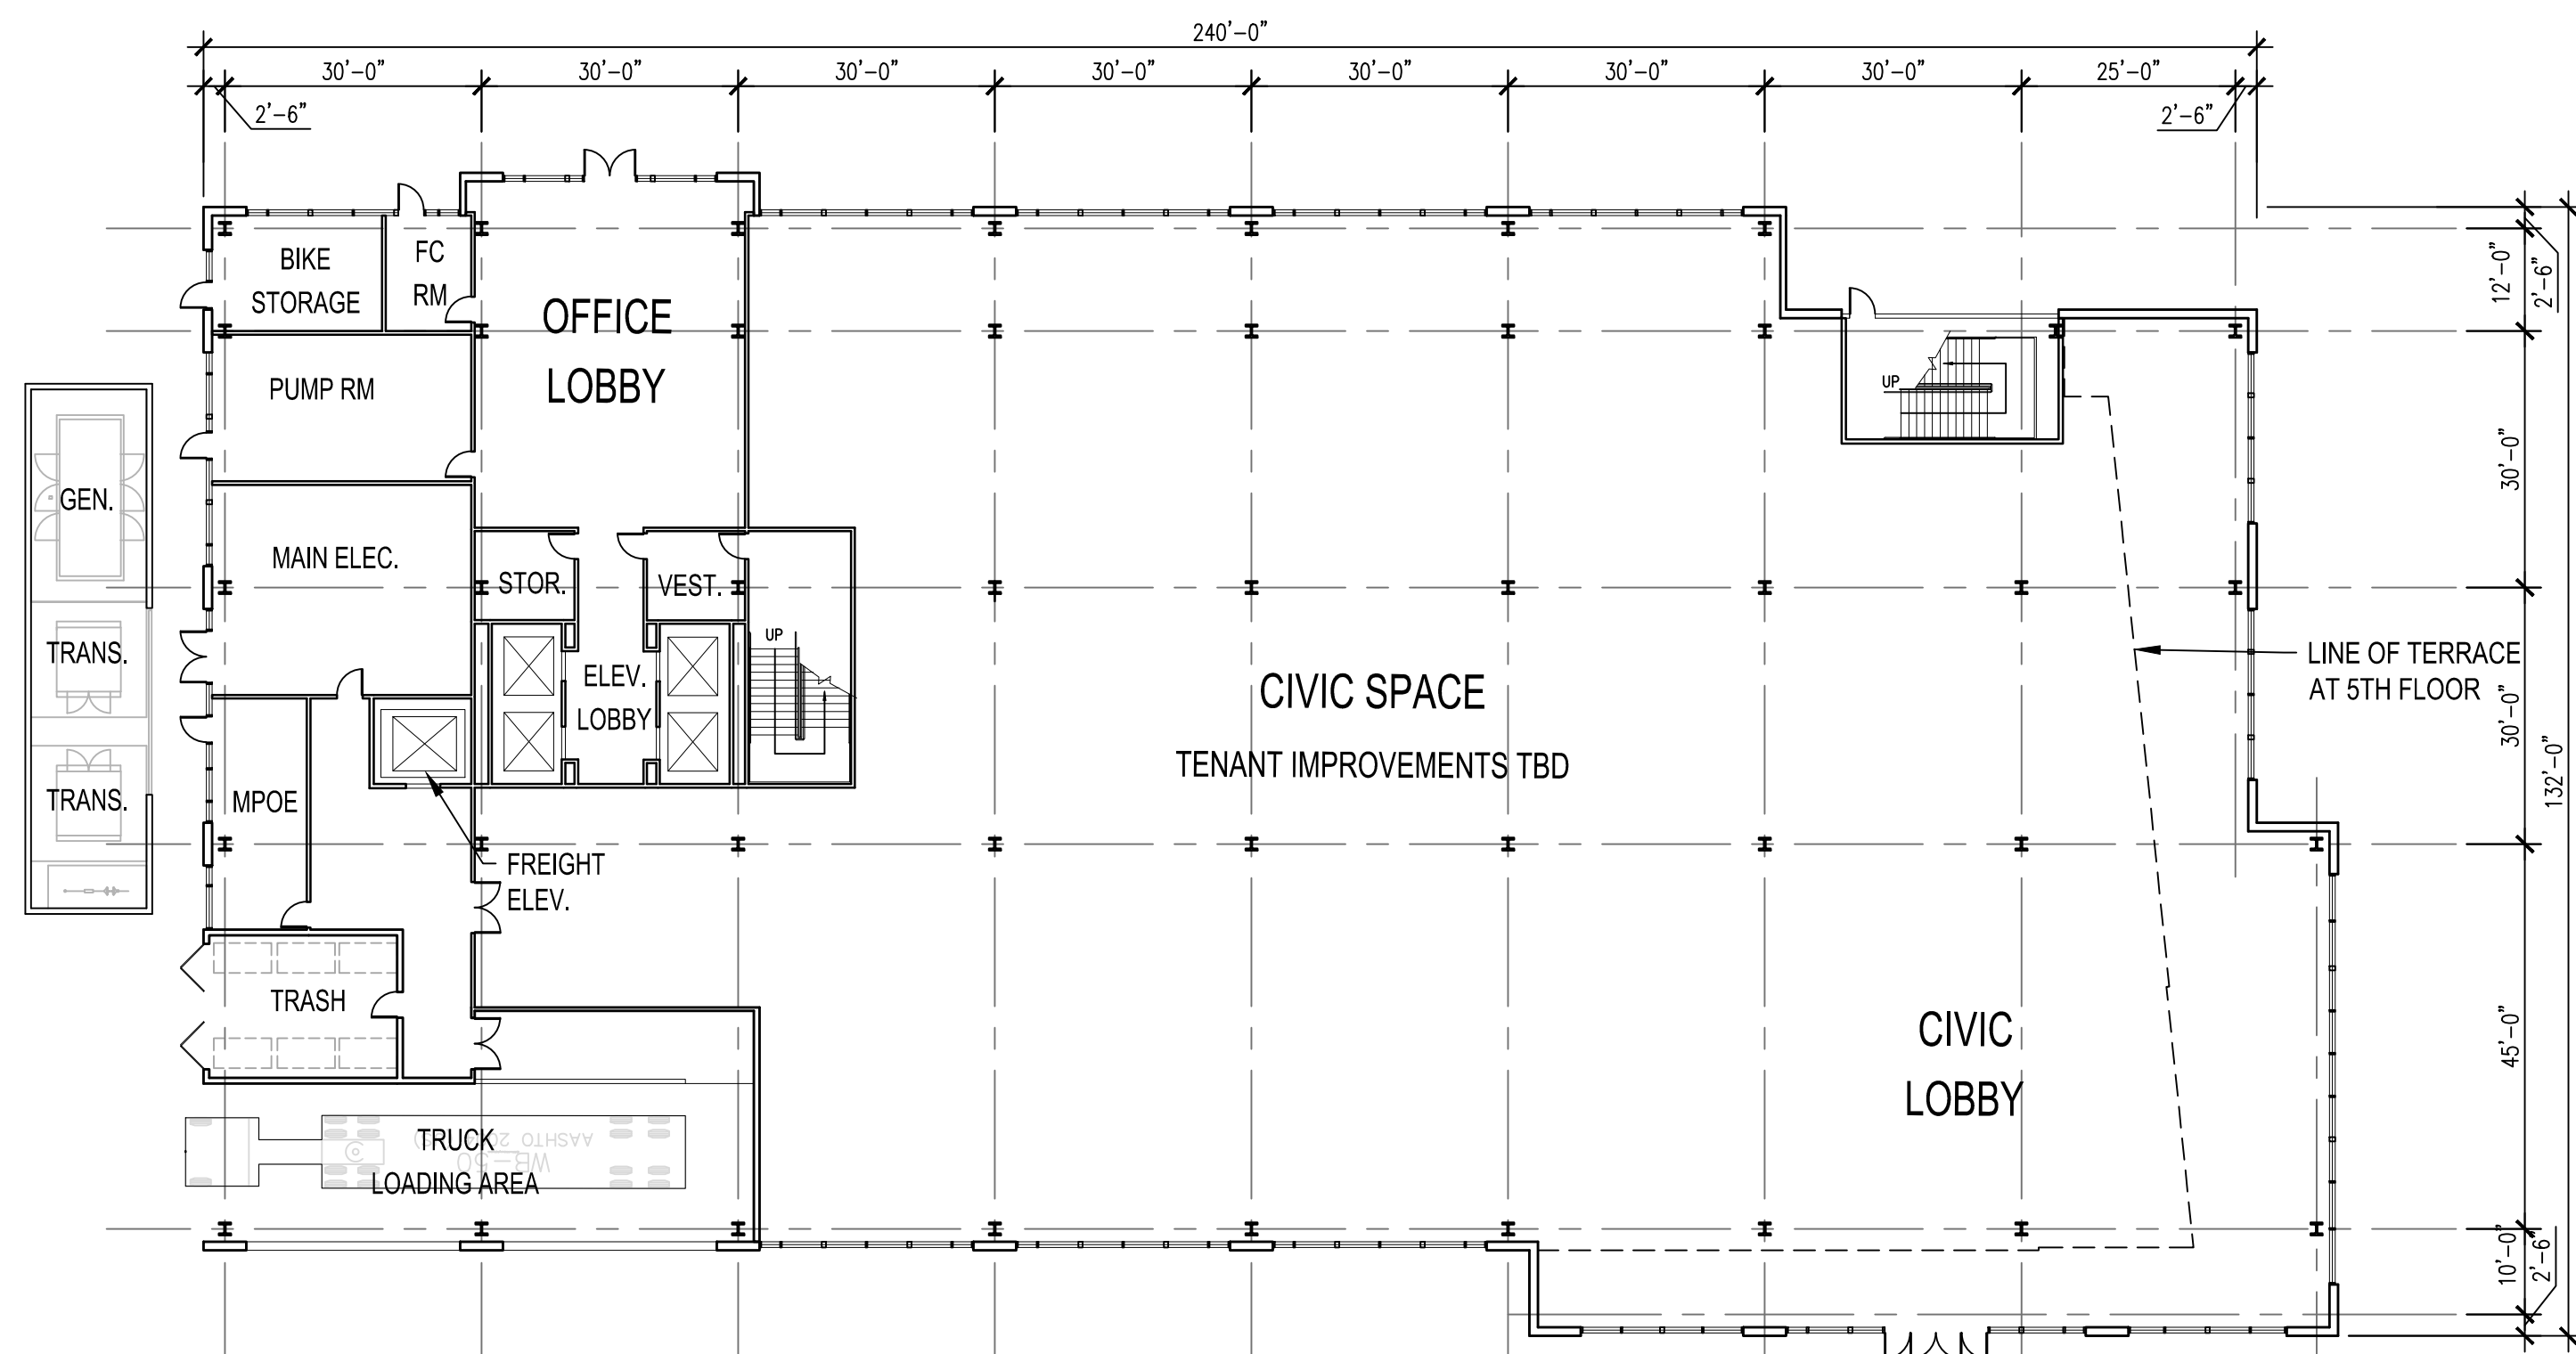 240'-0"
30'-0"
30'-0"
30'-0"
30'-0"
30'-0"
30'-0"
30'-0"
25'-0"
2'-6"
2'-6"
BIKE
STORAGE
FC
RM
OFFICE
LOBBY
12'-0"
2'-6"
PUMP RM
UP
30'-0"
GEN.
MAIN ELEC.
STOR.
VEST.
UP
TRANS.
ELEV.
LOBBY
CIVIC SPACE
TENANT IMPROVEMENTS TBD
LINE OF TERRACE
AT 5TH FLOOR
30'-0"
132'-0"
TRANS.
MPOE
FREIGHT
ELEV.
TRASH
CIVIC
LOBBY
45'-0"
TRUCK
LOADING AREA
AASHTO
WB-50
10'-0"
2'-6"